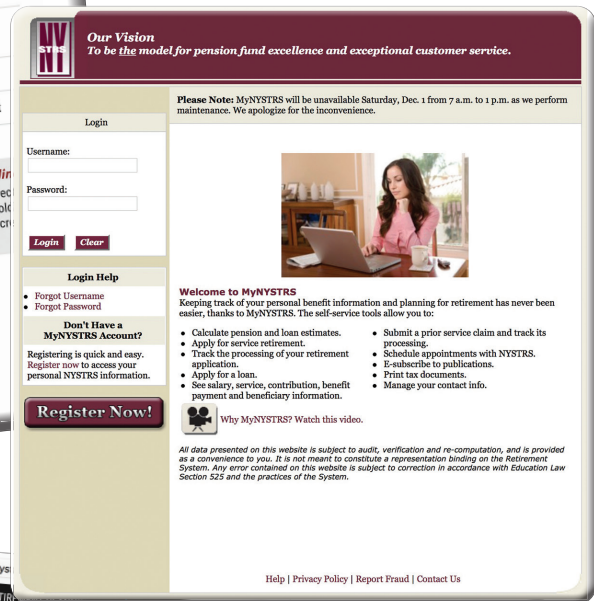 NY
STRS
NY
Our Vision
To be the model for pension fund excellence and exceptional customer service.
Please Note: MyNYSTRS will be unavailable Saturday, Dec. 1 from 7 a.m. to 1 p.m. as we perform
maintenance. We apologize for the inconvenience.
Login
Username:
Password:
Login Clear
Login Help
• Forgot Username
• Forgot Password
Don't Have a
MyNYSTRS Account?
Registering is quick and easy.
Register now to access your
personal NYSTRS information.
Register Now!
Welcome to MyNYSTRS
Keeping track of your personal benefit information and planning for retirement has never been
easier, thanks to MyNYSTRS. The self-service tools allow you to:
• Calculate pension and loan estimates.
• Apply for service retirement.
• Track the processing of your retirement
application.
• Apply for a loan.
• See salary, service, contribution, benefit
payment and beneficiary information.
• Submit a prior service claim and track its
processing.
• Schedule appointments with NYSTRS.
• E-subscribe to publications.
• Print tax documents.
• Manage your contact info.
Why MyNYSTRS? Watch this video.
All data presented on this website is subject to audit, verification and re-computation, and is provided
as a convenience to you. It is not meant to constitute a representation binding on the Retirement
System. Any error contained on this website is subject to correction in accordance with Education Law
Section 525 and the practices of the System.
Help | Privacy Policy | Report Fraud | Contact Us